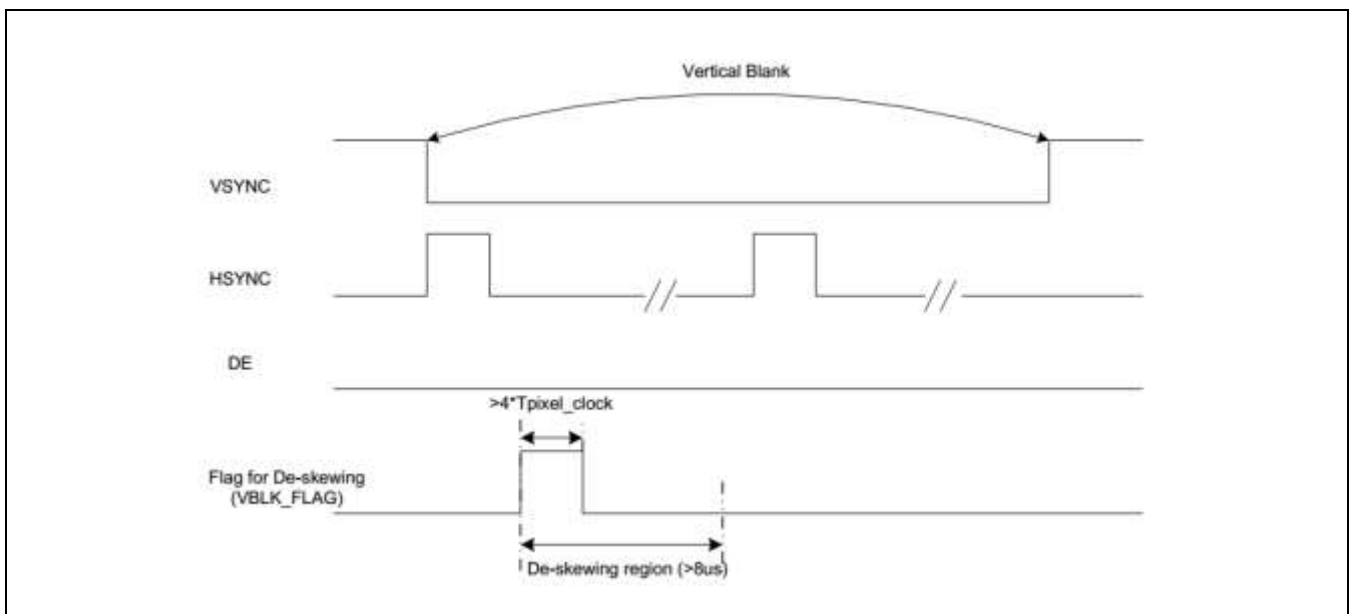 Vertical Blank
VSYNC
HSYNC
DE
>4*Tpixel_clock
Flag for De-skewing
(VBLK_FLAG)
De-skewing region (>8us)